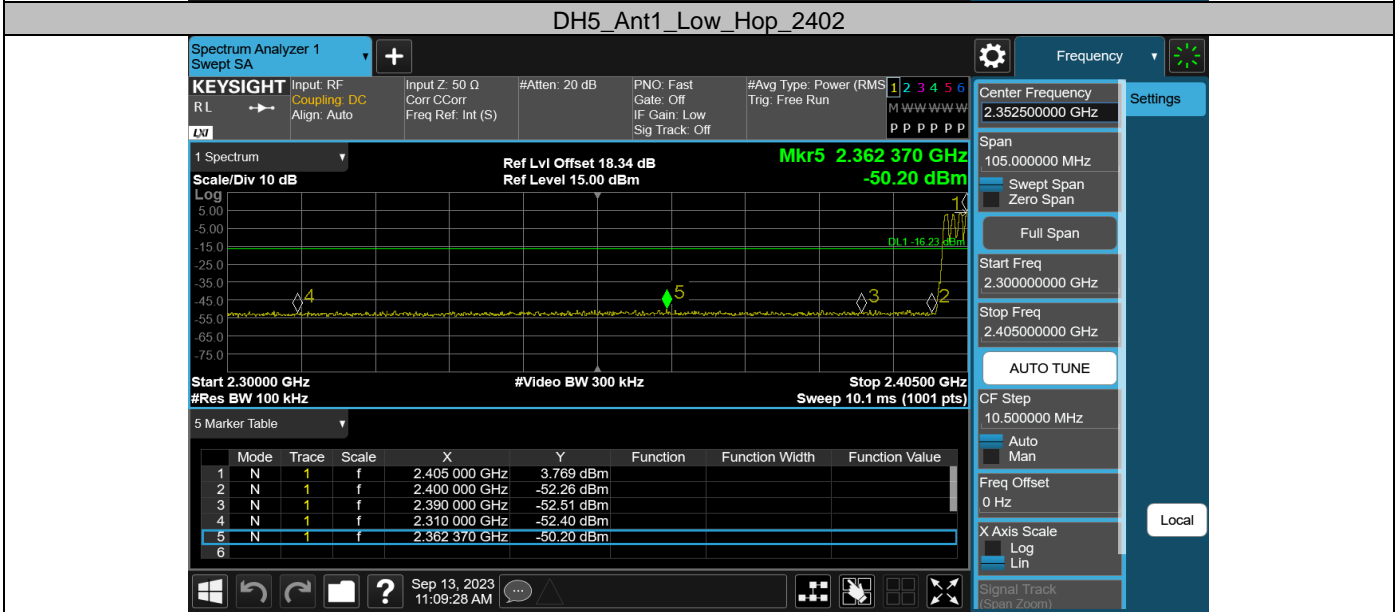 DH5_Ant1_Low_Hop_2402
Spectrum Analyzer 1
Swept SA
+
Frequency
KEYSIGHT
R L
LXI
Input: RF
Coupling: DC
Align: Auto
Input Z: 50 Ω
Corr CCorr
Freq Ref: Int (S)
#Atten: 20 dB
PNO: Fast
Gate: Off
IF Gain: Low
Sig Track: Off
#Avg Type: Power (RMS
Trig: Free Run
1 2 3 4 5 6
M W W W W W
P P P P P P
Center Frequency
2.352500000 GHz
Settings
Span
105.000000 MHz
Swept Span
Zero Span
Full Span
Start Freq
2.300000000 GHz
Stop Freq
2.405000000 GHz
AUTO TUNE
CF Step
10.500000 MHz
Auto
Man
Freq Offset
0 Hz
X Axis Scale
Log
Lin
Signal Track
(Span Zoom)
Local
1 Spectrum
Scale/Div 10 dB
Ref Lvl Offset 18.34 dB
Ref Level 15.00 dBm
Mkr5 2.362 370 GHz
-50.20 dBm
Log
5.00
-5.00
-15.0
-25.0
-35.0
-45.0
-55.0
-65.0
-75.0
1
DL1 -16.23 dBm
4
5
3
2
Start 2.30000 GHz
#Video BW 300 kHz
Stop 2.40500 GHz
#Res BW 100 kHz
Sweep 10.1 ms (1001 pts)
5 Marker Table
Mode Trace Scale X Y Function Function Width Function Value
1 N 1 f 2.405 000 GHz 3.769 dBm
2 N 1 f 2.400 000 GHz -52.26 dBm
3 N 1 f 2.390 000 GHz -52.51 dBm
4 N 1 f 2.310 000 GHz -52.40 dBm
5 N 1 f 2.362 370 GHz -50.20 dBm
6
?
Sep 13, 2023
11:09:28 AM